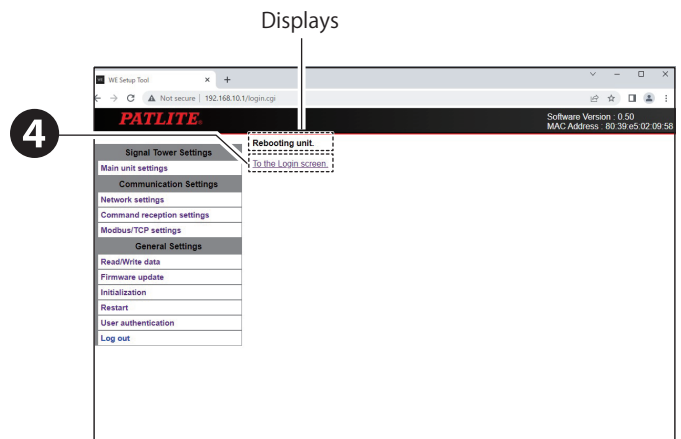 Displays
WE Setup Tool
Not secure | 192.168.10.1/login.cgi
PATLITE®
Software Version : 0.50
MAC Address : 80:39:e5:02:09:58
4
Rebooting unit.
To the Login screen.
Signal Tower Settings
Main unit settings
Communication Settings
Network settings
Command reception settings
Modbus/TCP settings
General Settings
Read/Write data
Firmware update
Initialization
Restart
User authentication
Log out